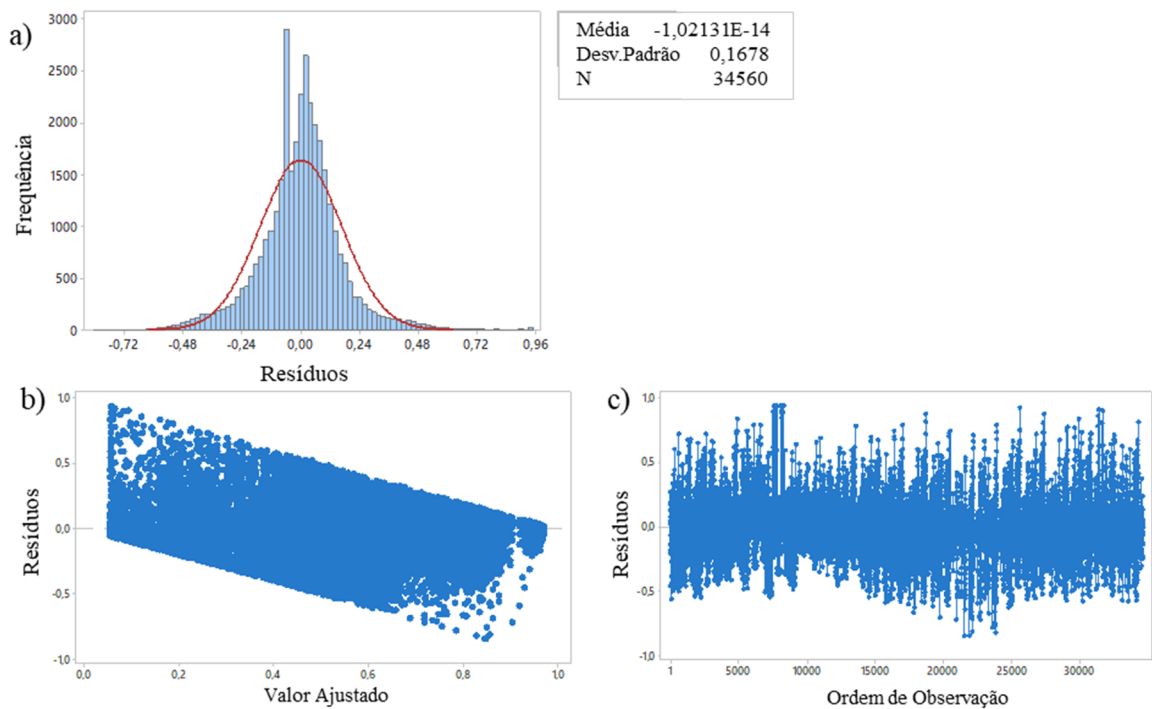 a)
3000
2500
2000
1500
1000
500
0
Frequência
-0,72 -0,48 -0,24 0,00 0,24 0,48 0,72 0,96
Resíduos
Média -1,02131E-14
Desv.Padrão 0,1678
N 34560
b)
1,0
0,5
0,0
-0,5
-1,0
Resíduos
0,0 0,2 0,4 0,6 0,8 1,0
Valor Ajustado
c)
1,0
0,5
0,0
-0,5
-1,0
Resíduos
1 5000 10000 15000 20000 25000 30000
Ordem de Observação